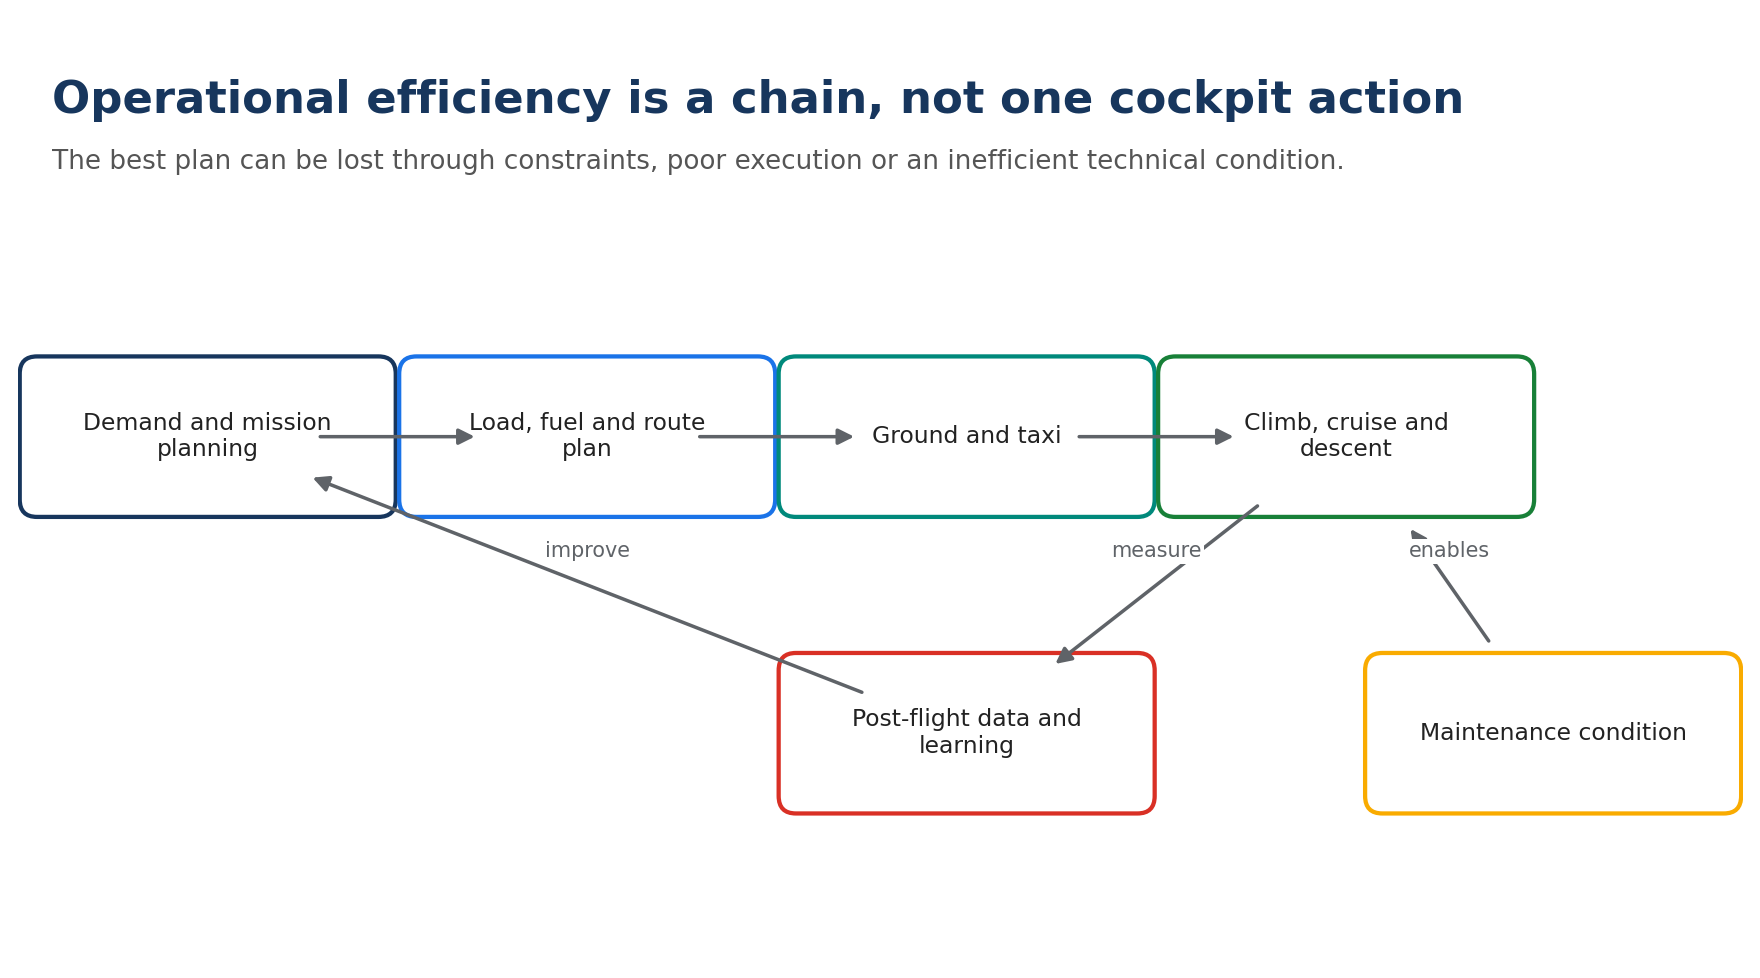 Operational efficiency is a chain, not one cockpit action
The best plan can be lost through constraints, poor execution or an inefficient technical condition.
Demand and mission
planning
Load, fuel and route
plan
Ground and taxi
Climb, cruise and
descent
improve
measure
enables
Post-flight data and
learning
Maintenance condition